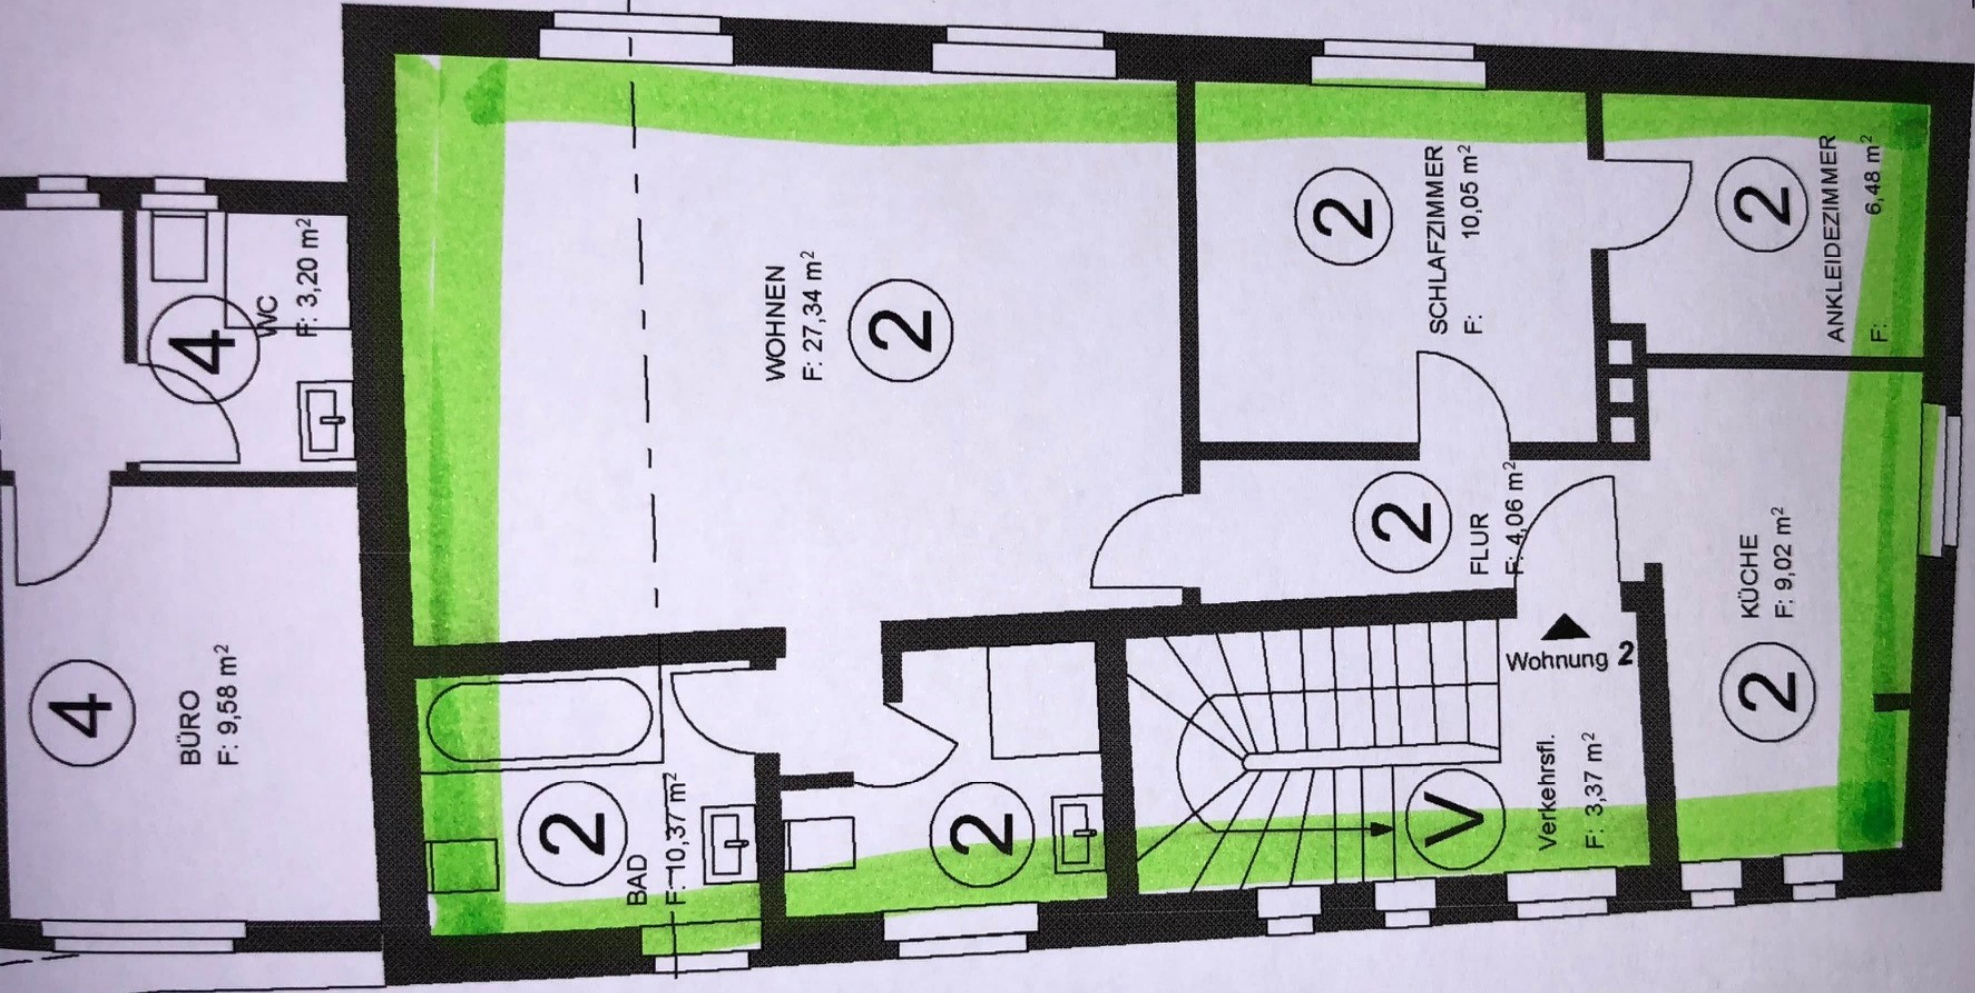 4
WC
F: 3,20 m²
4
BÜRO
F: 9,58 m²
WOHNEN
F: 27,34 m²
2
2
SCHLAFZIMMER
F: 10,05 m²
2
ANKLEIDEZIMMER
F: 6,48 m²
2
FLUR
F: 4,06 m²
KÜCHE
F: 9,02 m²
2
Wohnung 2
2
BAD
F: 10,37 m²
2
V
Verkehrsfl.
F: 3,37 m²